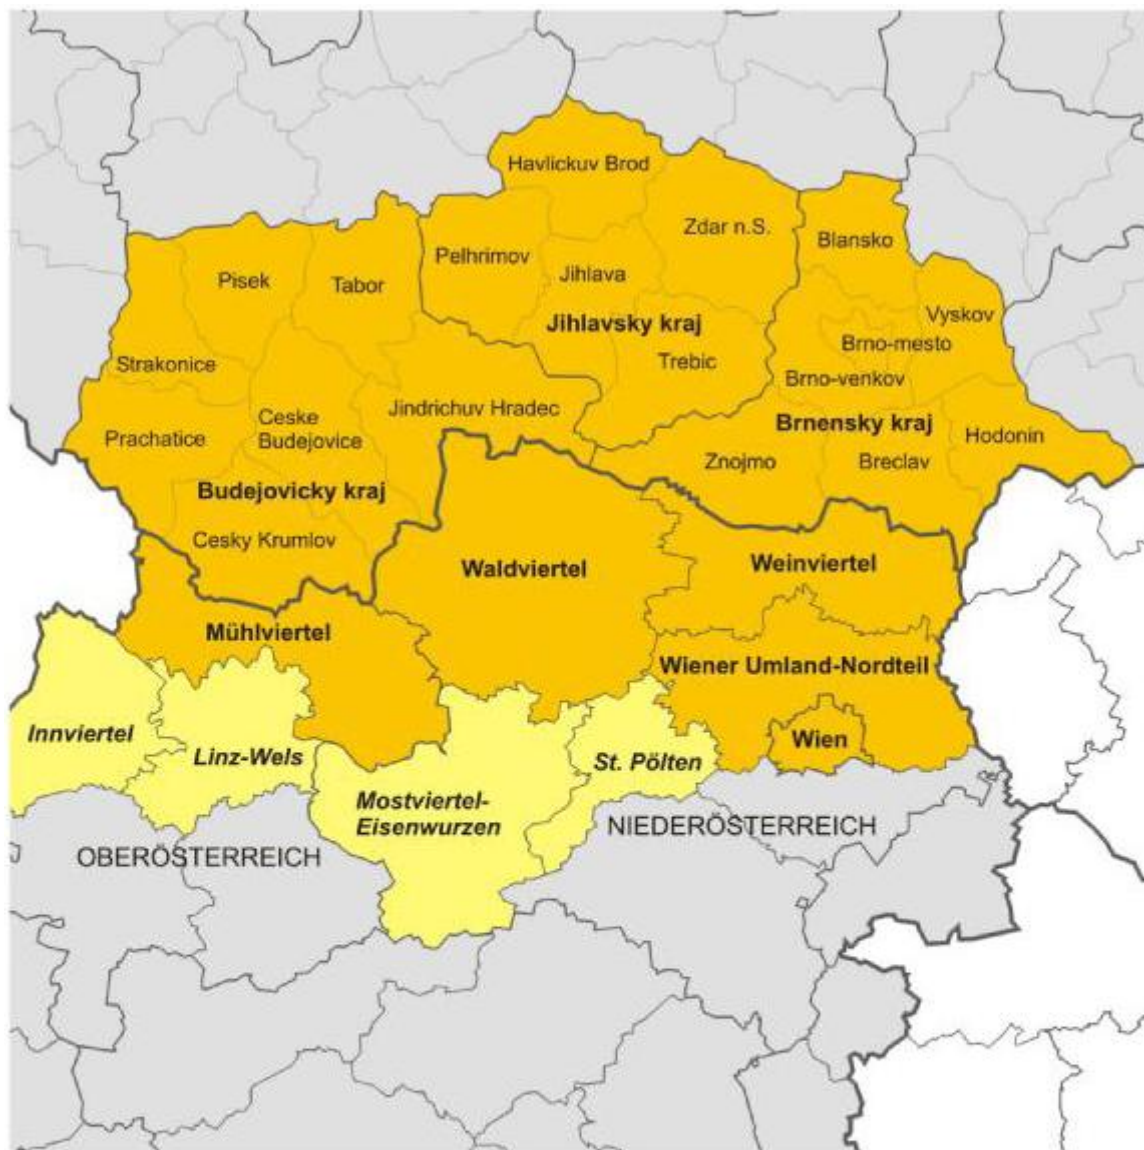 Havlickuv Brod
Zdar n.S.
Blansko
Pelhrimov
Jihlava
Pisek
Tabor
Vyskov
Jihlavsky kraj
Brno-mesto
Strakonice
Trebic
Brno-venkov
Jindrichuv Hradec
Ceske
Budejovice
Prachatice
Brnensky kraj
Hodonin
Znojmo
Breclav
Budejovicky kraj
Cesky Krumlov
Waldviertel
Weinviertel
Mühlviertel
Wiener Umland-Nordteil
Innviertel
Linz-Wels
Wien
St. Pölten
Mostviertel-
Eisenwurzen
NIEDERÖSTERREICH
OBERÖSTERREICH